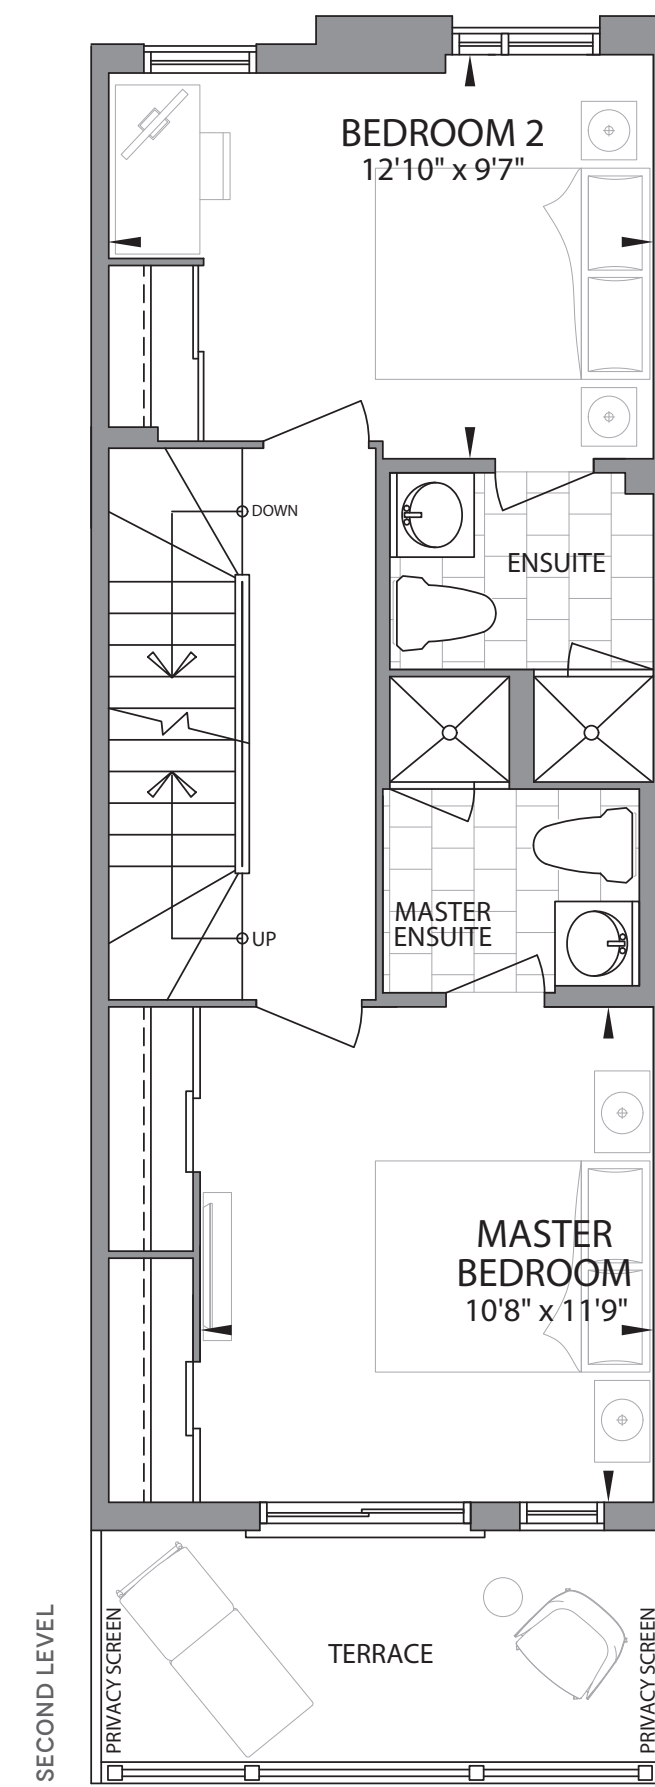 BEDROOM 2
12'10" x 9'7"
DOWN
ENSUITE
MASTER
ENSUITE
UP
MASTER
BEDROOM
10'8" x 11'9"
TERRACE
PRIVACY SCREEN
PRIVACY SCREEN
SECOND LEVEL